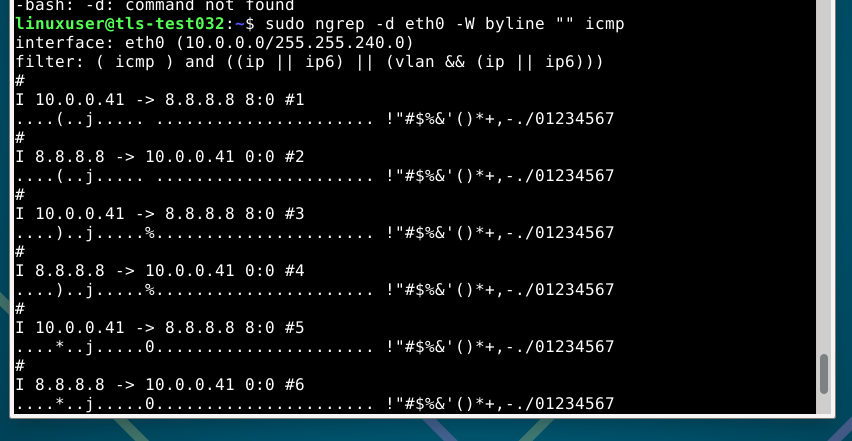 -bash: -d: command not found
linuxuser@tls-test032:~$ sudo ngrep -d eth0 -W byline "" icmp
interface: eth0 (10.0.0.0/255.255.240.0)
filter: ( icmp ) and ((ip || ip6) || (vlan && (ip || ip6)))
#
I 10.0.0.41 -> 8.8.8.8 8:0 #1
....(..j..... ...................... !"#$%&'()*+,-./01234567
#
I 8.8.8.8 -> 10.0.0.41 0:0 #2
....(..j..... ...................... !"#$%&'()*+,-./01234567
#
I 10.0.0.41 -> 8.8.8.8 8:0 #3
....)..j.....%...................... !"#$%&'()*+,-./01234567
#
I 8.8.8.8 -> 10.0.0.41 0:0 #4
....)..j.....%...................... !"#$%&'()*+,-./01234567
#
I 10.0.0.41 -> 8.8.8.8 8:0 #5
....*..j.....0...................... !"#$%&'()*+,-./01234567
#
I 8.8.8.8 -> 10.0.0.41 0:0 #6
....*..j.....0...................... !"#$%&'()*+,-./01234567